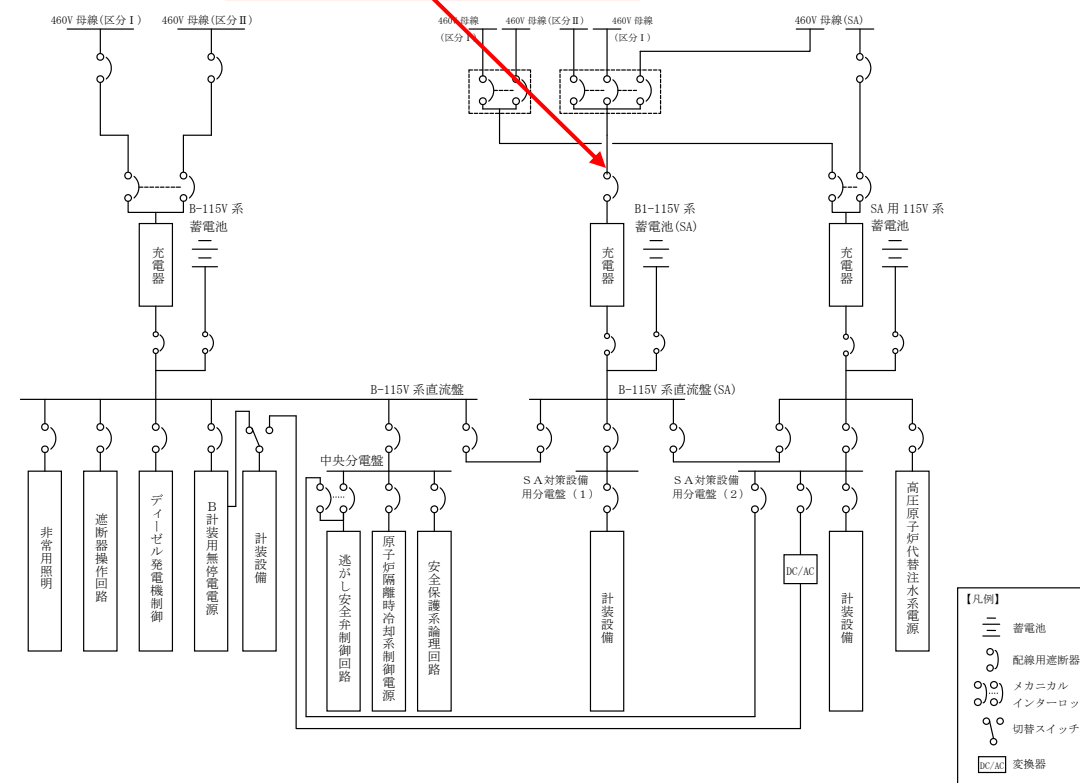 460V 母線(区分Ⅰ)
460V 母線(区分Ⅱ)
460V 母線
(区分Ⅰ)
460V 母線(区分Ⅱ)
460V 母線
(区分Ⅰ)
460V 母線(SA)
B-115V 系
蓄電池
充電器
B1-115V 系
蓄電池(SA)
充電器
SA 用 115V 系
蓄電池
充電器
B-115V 系直流盤
B-115V 系直流盤(SA)
中央分電盤
SA対策設備
用分電盤(1)
SA対策設備
用分電盤(2)
非常用照明
遮断器操作回路
ディーゼル発電機制御
B計装用無停電電源
計装設備
逃がし安全弁制御回路
原子炉隔離時冷却系制御電源
安全保護系論理回路
計装設備
DC/AC
計装設備
高圧原子炉代替注水系電源
【凡例】
蓄電池
配線用遮断器
メカニカル
インターロッ
切替スイッチ
DC/AC 変換器